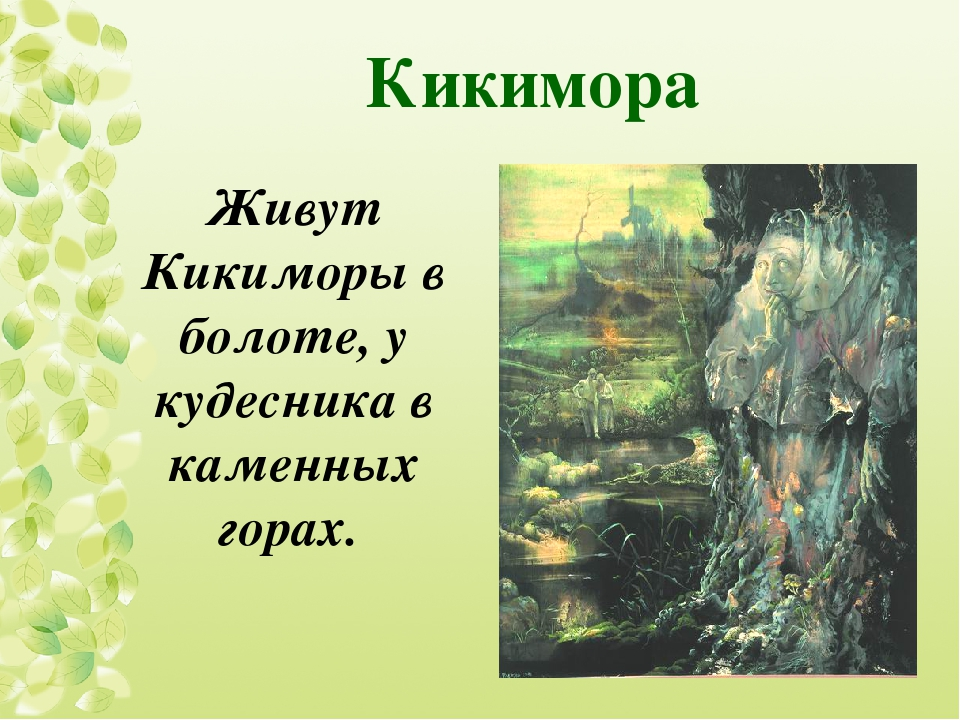 Кикимора
Живут
Кикиморы в
болоте, у
кудесника в
каменных
горах.